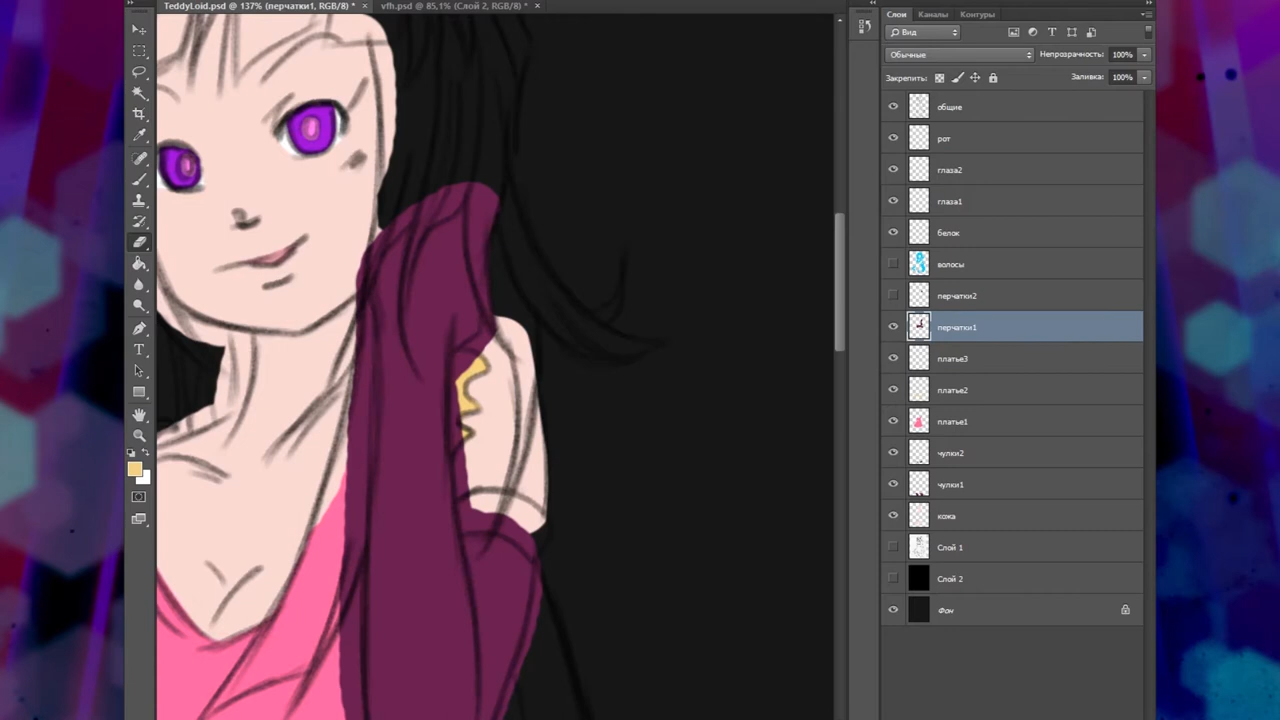 TeddyLoid.psd @ 137% (перчатки1, RGB/8) * ×
vfh.psd @ 85,1% (Слой 2, RGB/8) * ×
Слои Каналы Контуры
Вид
Обычные Непрозрачность: 100%
Закрепить: Заливка: 100%
общие
рот
глаза2
глаза1
белок
волосы
перчатки2
перчатки1
платье3
платье2
платье1
чулки2
чулки1
кожа
Слой 1
Слой 2
Фон